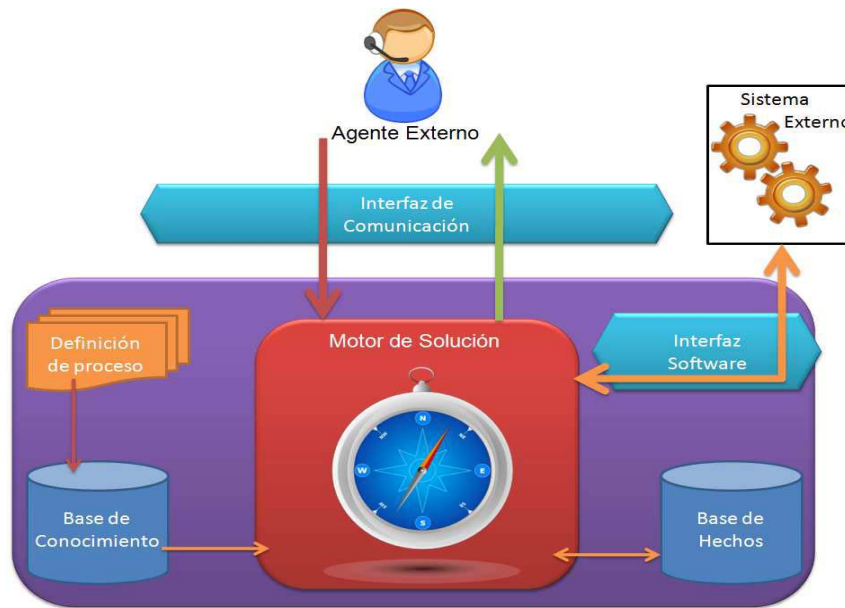 Agente Externo
Sistema
Externo
Interfaz de
Comunicación
Definición
de proceso
Motor de Solución
Interfaz
Software
N
W
E
S
Base de
Conocimiento
Base de
Hechos